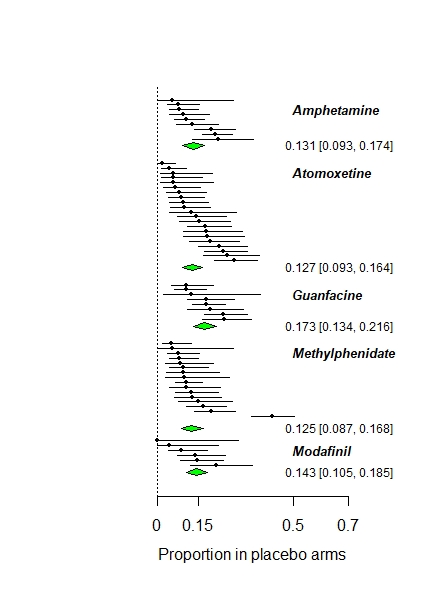 Amphetamine
0.131 [0.093, 0.174]
Atomoxetine
0.127 [0.093, 0.164]
Guanfacine
0.173 [0.134, 0.216]
Methylphenidate
0.125 [0.087, 0.168]
Modafinil
0.143 [0.105, 0.185]
0 0.15 0.5 0.7
Proportion in placebo arms